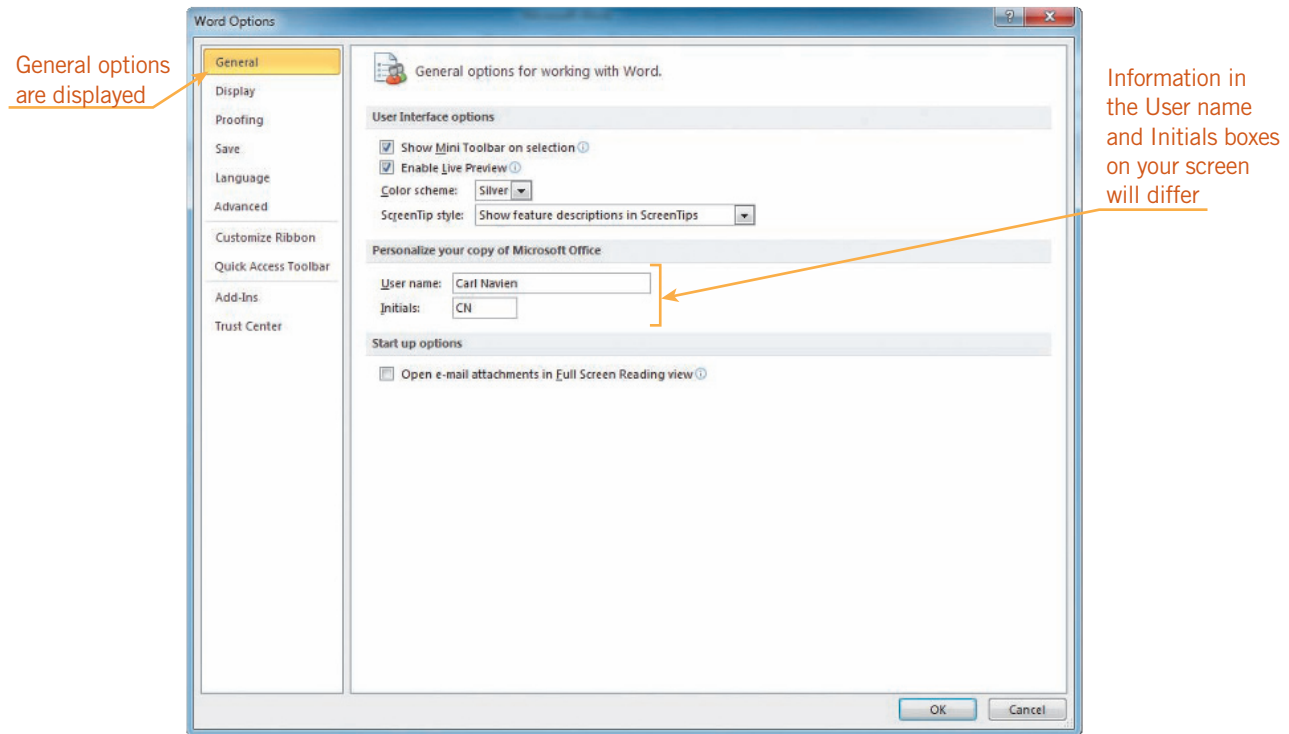 Word Options
General options
are displayed
General
Display
Proofing
Save
Language
Advanced
Customize Ribbon
Quick Access Toolbar
Add-Ins
Trust Center
General options for working with Word.
User Interface options
Show Mini Toolbar on selection
Enable Live Preview
Color scheme: Silver
ScreenTip style: Show feature descriptions in ScreenTips
Personalize your copy of Microsoft Office
User name: Carl Navien
Initials: CN
Start up options
Open e-mail attachments in Full Screen Reading view
Information in
the User name
and Initials boxes
on your screen
will differ
OK Cancel